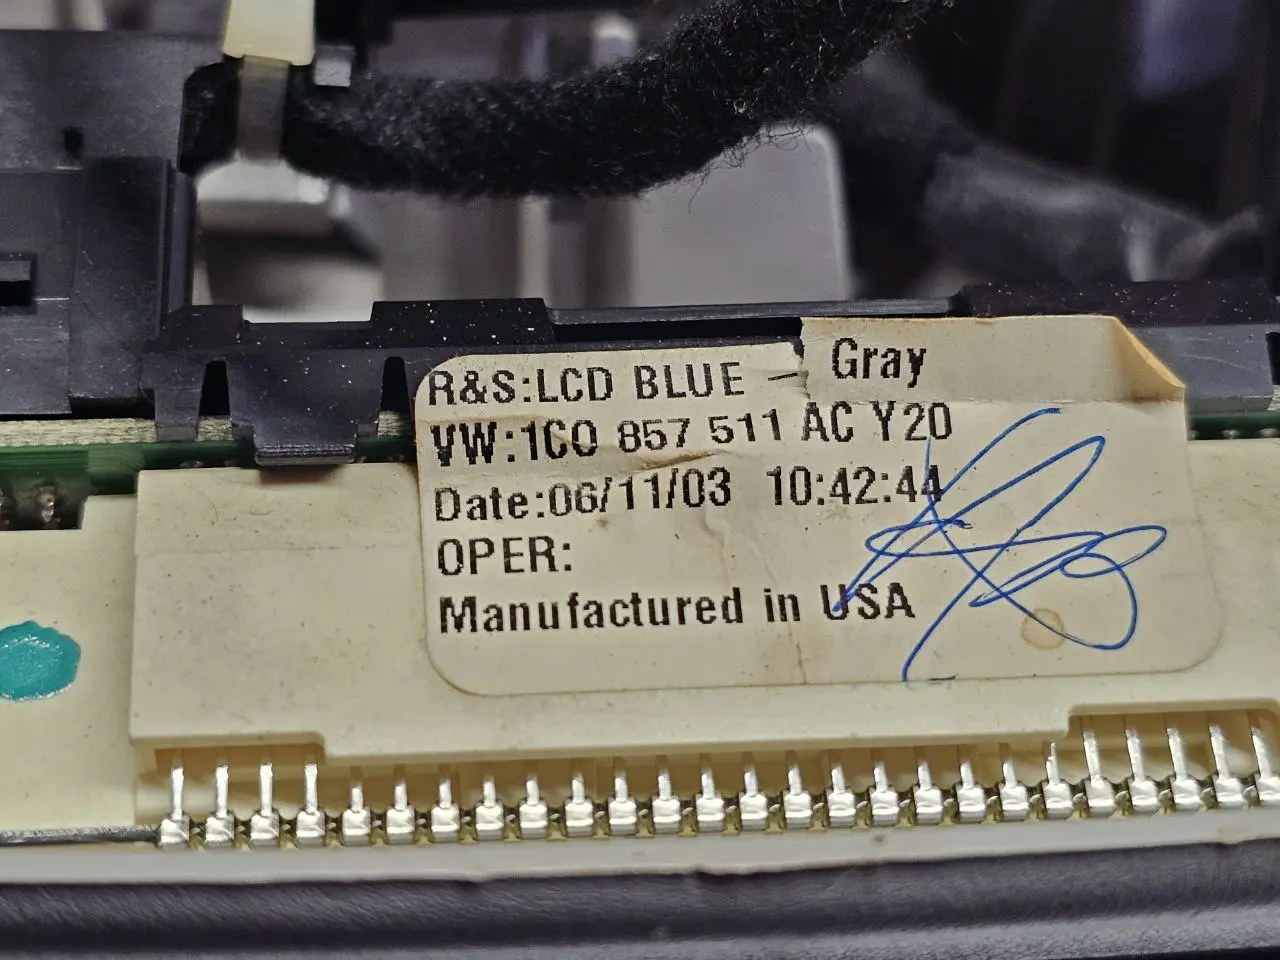 R&S:LCD BLUE - Gray
VW:1C0 857 511 AC Y20
Date:06/11/03 10:42:44
OPER:
Manufactured in USA